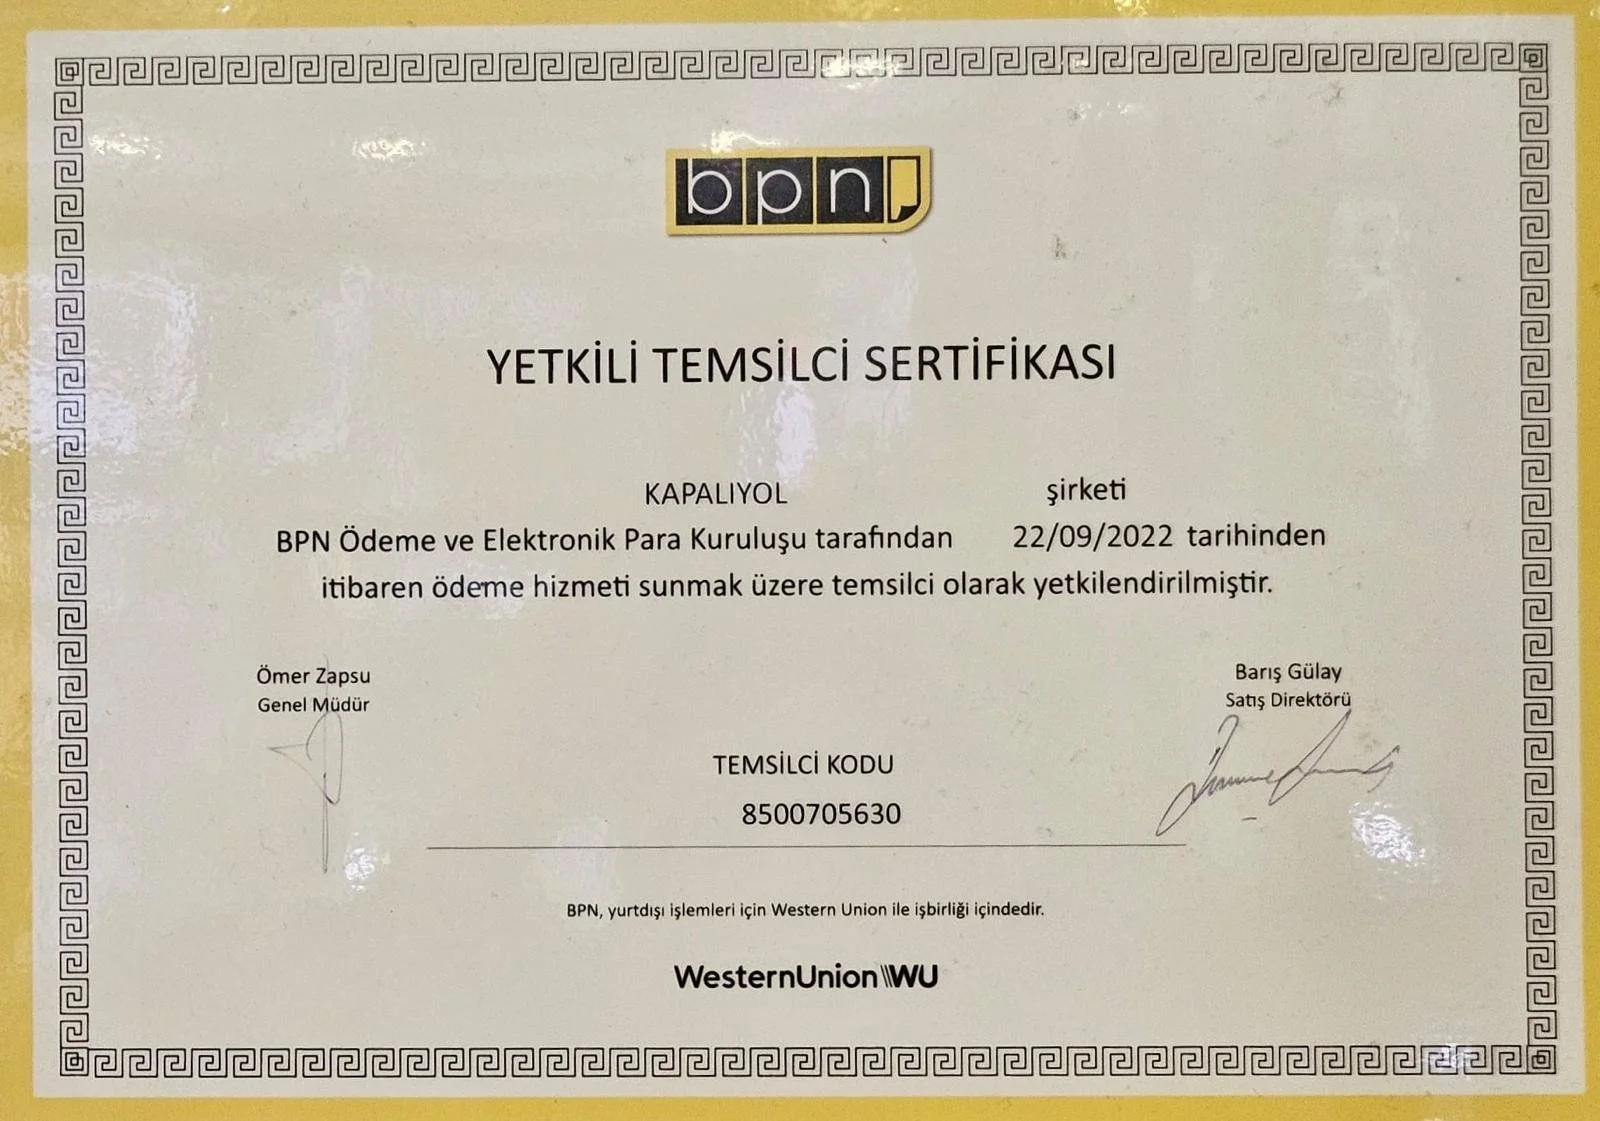 bpn
YETKİLİ TEMSİLCİ SERTİFİKASI
KAPALIYOL şirketi
BPN Ödeme ve Elektronik Para Kuruluşu tarafından 22/09/2022 tarihinden
itibaren ödeme hizmeti sunmak üzere temsilci olarak yetkilendirilmiştir.
Ömer Zapsu
Genel Müdür
Barış Gülay
Satış Direktörü
TEMSİLCİ KODU
8500705630
BPN, yurtdışı işlemleri için Western Union ile işbirliği içindedir.
WesternUnion WU